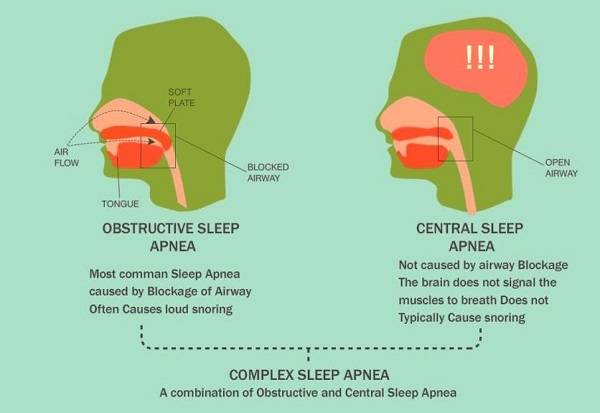 !!!
SOFT
PLATE
AIR
FLOW
BLOCKED
AIRWAY
TONGUE
OPEN
AIRWAY
OBSTRUCTIVE SLEEP
APNEA
Most comman Sleep Apnea
caused by Blockage of Airway
Often Causes loud snoring
CENTRAL SLEEP
APNEA
Not caused by airway Blockage
The brain does not signal the
muscles to breath Does not
Typically Cause snoring
COMPLEX SLEEP APNEA
A combination of Obstructive and Central Sleep Apnea